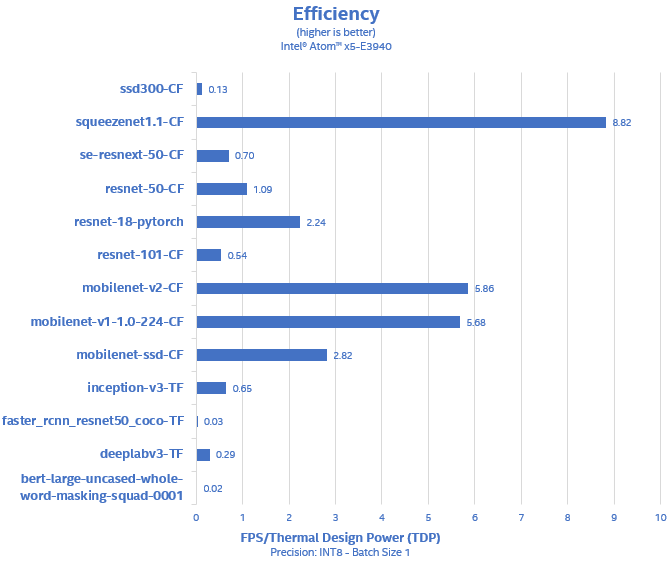 Efficiency
(higher is better)
Intel® Atom™ x5-E3940
ssd300-CF 0.13
squeezenet1.1-CF 8.82
se-resnext-50-CF 0.70
resnet-50-CF 1.09
resnet-18-pytorch 2.24
resnet-101-CF 0.54
mobilenet-v2-CF 5.86
mobilenet-v1-1.0-224-CF 5.68
mobilenet-ssd-CF 2.82
inception-v3-TF 0.65
faster_rcnn_resnet50_coco-TF 0.03
deeplabv3-TF 0.29
bert-large-uncased-whole-
word-masking-squad-0001 0.02
0 1 2 3 4 5 6 7 8 9 10
FPS/Thermal Design Power (TDP)
Precision: INT8 - Batch Size 1